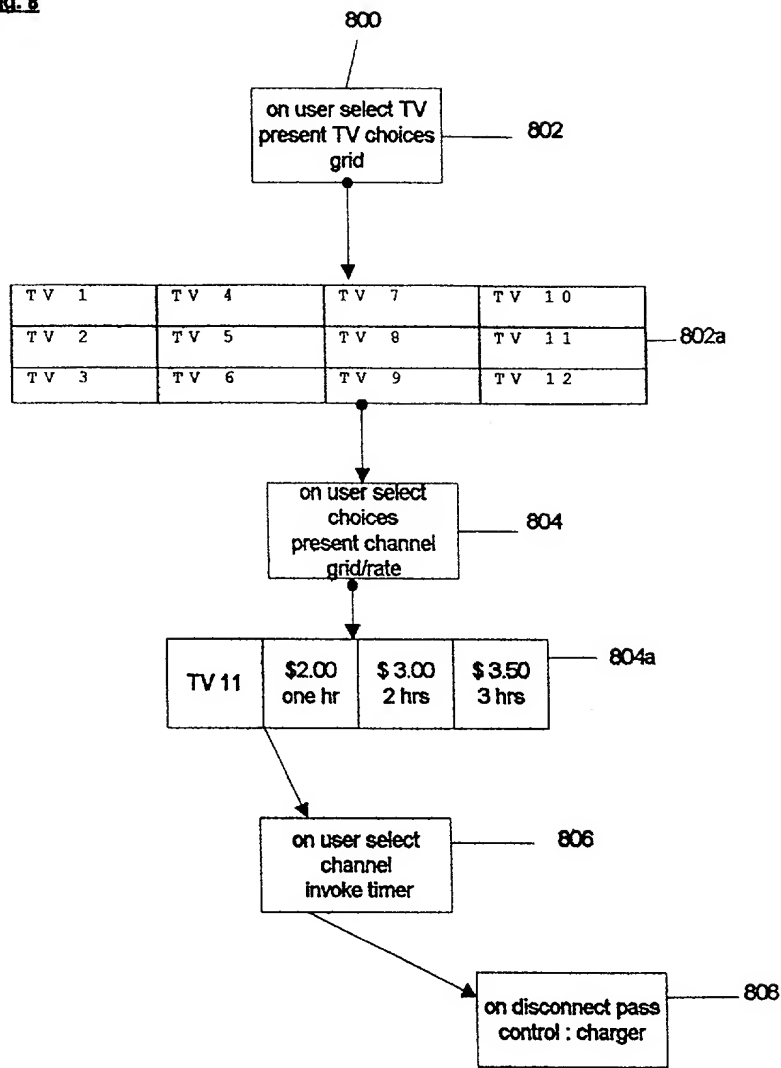 Fig. 8
800
on user select TV
present TV choices
grid
802
TV 1 TV 4 TV 7 TV 10
TV 2 TV 5 TV 8 TV 11
TV 3 TV 6 TV 9 TV 12
802a
on user select
choices
present channel
grid/rate
804
TV 11 $2.00 $ 3.00 $ 3.50
one hr 2 hrs 3 hrs
804a
on user select
channel
invoke timer
806
on disconnect pass
control : charger
808